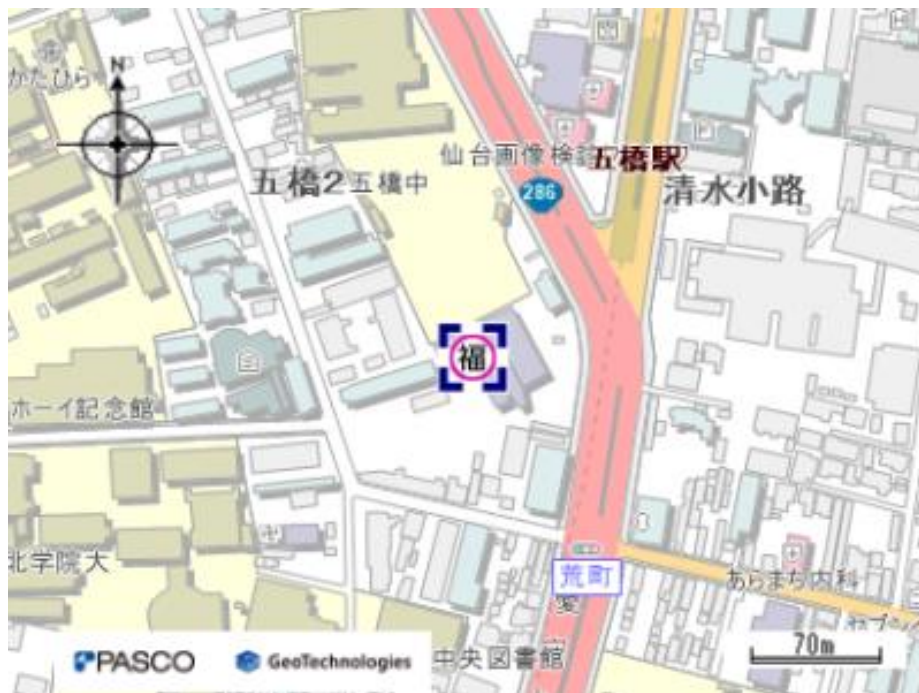 かたひら
N
仙台画像検
五橋駅
五橋2
五橋中
286
清水小路
福
ホーイ記念館
北学院大
荒町
あらまち内科
セブ
中央図書館
70m
PASCO
GeoTechnologies